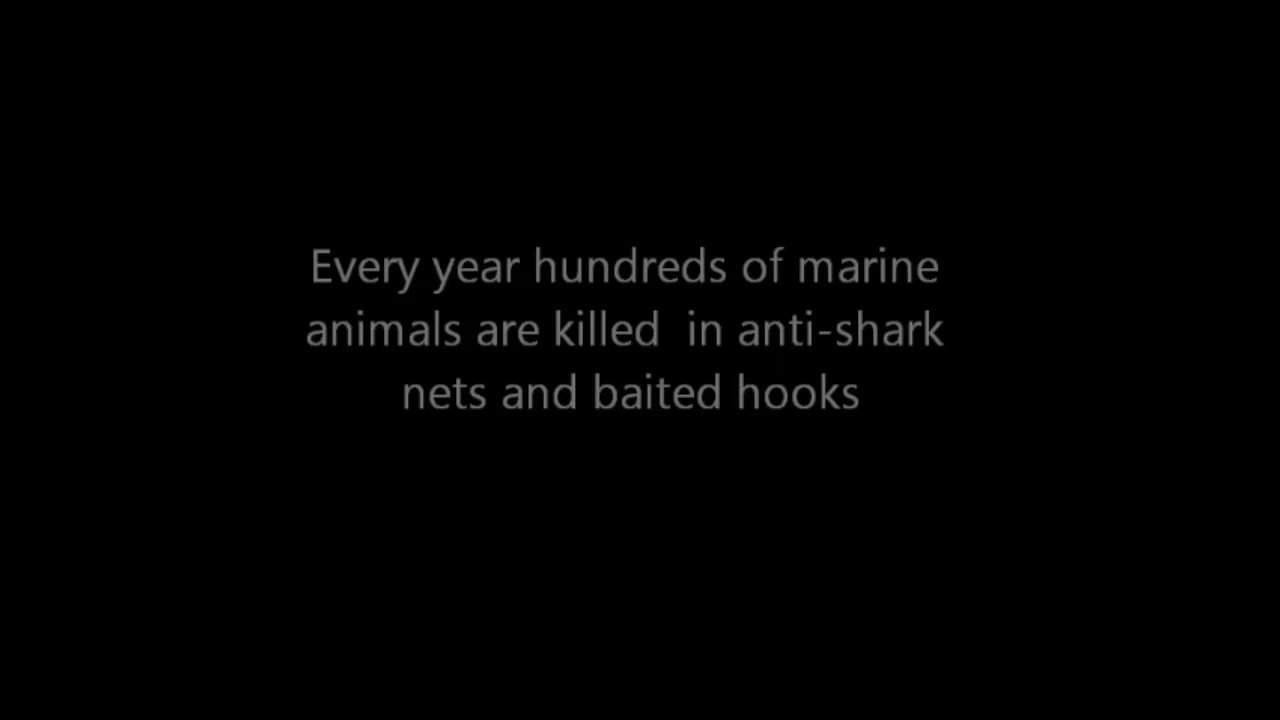 Every year hundreds of marine
animals are killed  in anti-shark
nets and baited hooks